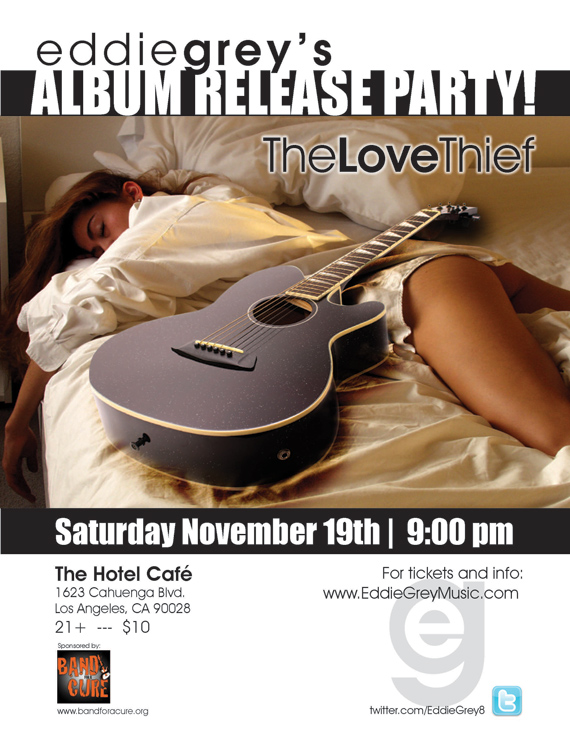 eddiegrey's
ALBUM RELEASE PARTY!
TheLoveThief
Saturday November 19th | 9:00 pm
The Hotel Café
1623 Cahuenga Blvd.
Los Angeles, CA 90028
21+ --- $10
For tickets and info:
www.EddieGreyMusic.com
eg
Sponsored by:
BAND
CURE
www.bandforacure.org
twitter.com/EddieGrey8
t